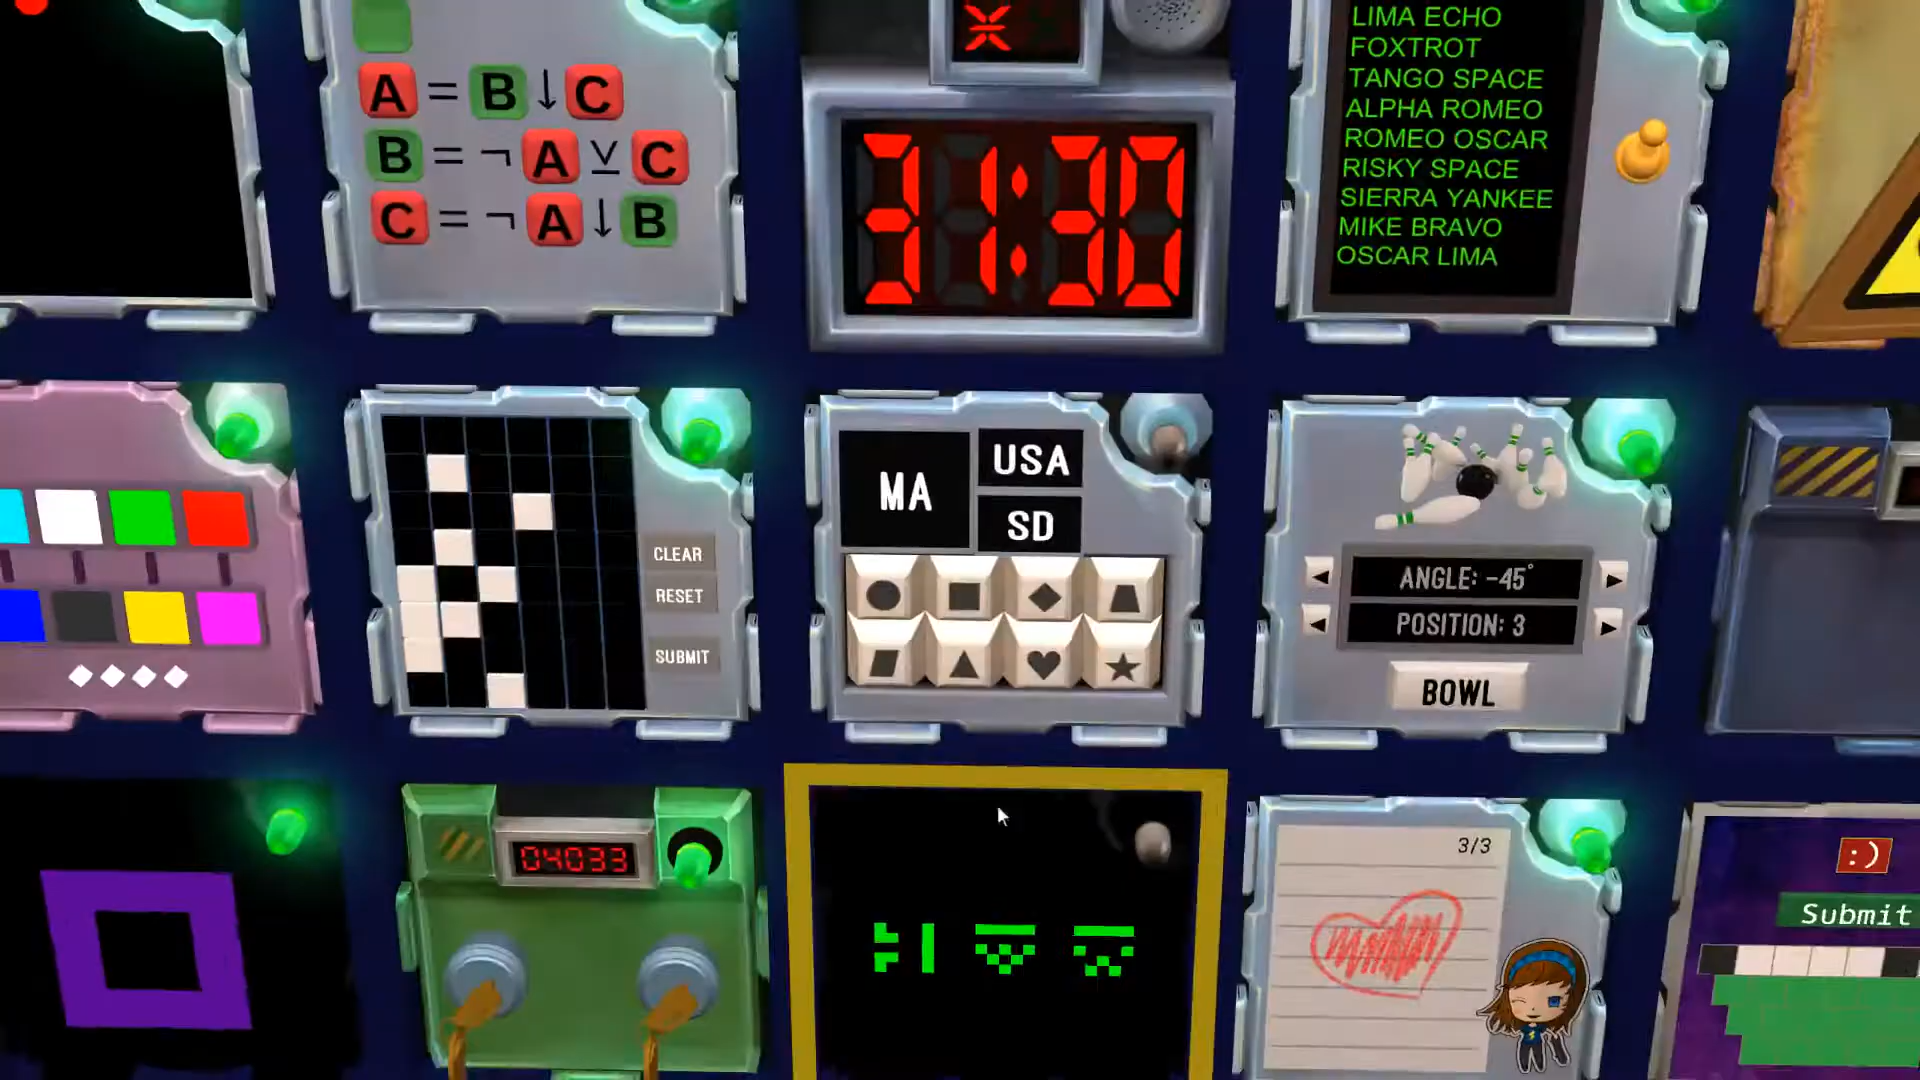 A = B ↓ C
B = ¬ A ⊻ C
C = ¬ A ↓ B
X
31:30
LIMA ECHO
FOXTROT
TANGO SPACE
ALPHA ROMEO
ROMEO OSCAR
RISKY SPACE
SIERRA YANKEE
MIKE BRAVO
OSCAR LIMA
CLEAR
RESET
SUBMIT
MA
USA
SD
ANGLE: -45°
POSITION: 3
BOWL
04033
3/3
:)
Submit